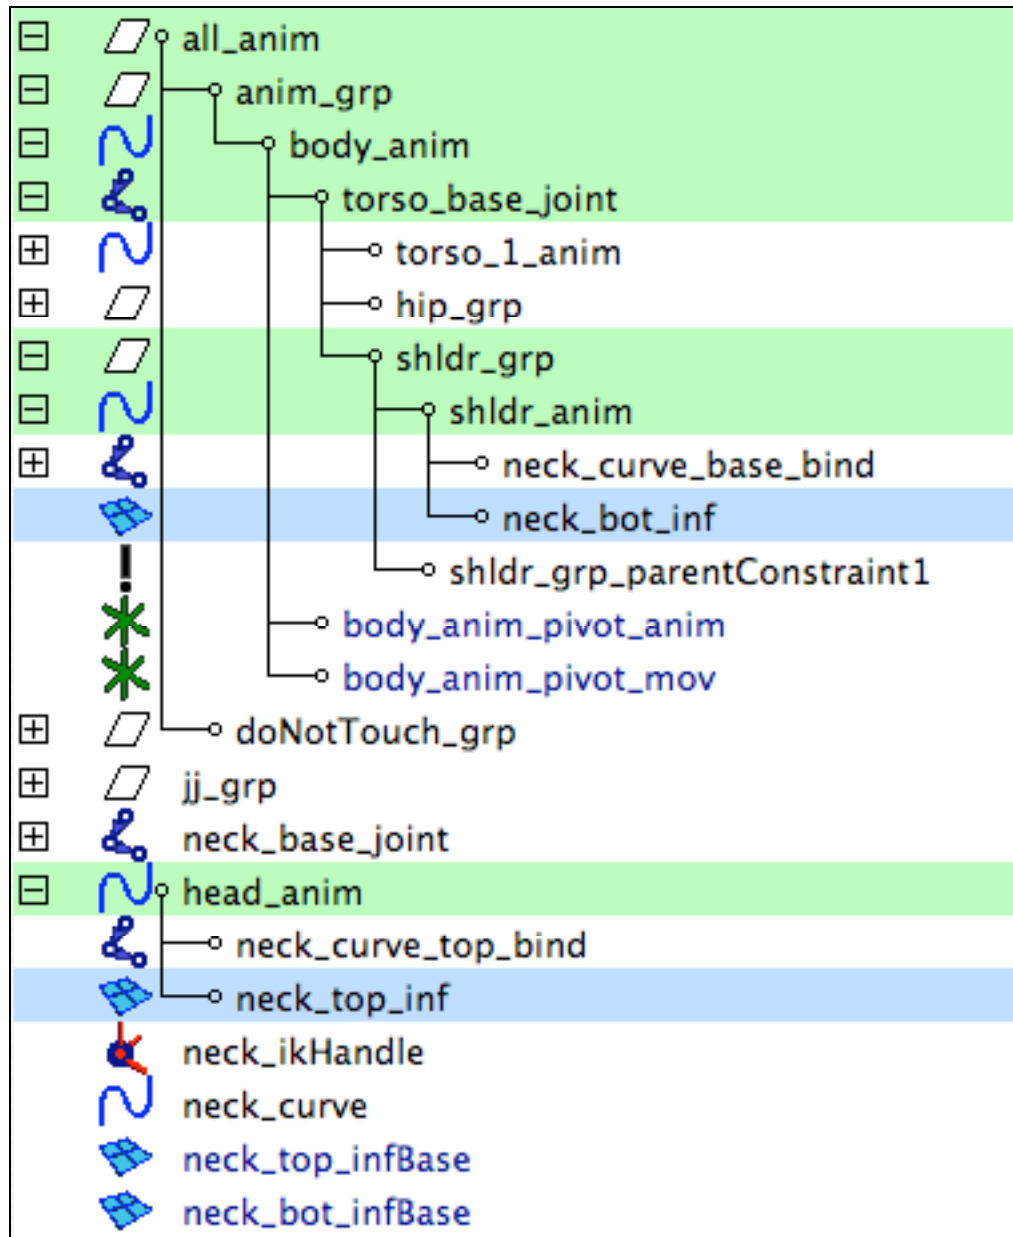 all_anim
anim_grp
body_anim
torso_base_joint
torso_1_anim
hip_grp
shldr_grp
shldr_anim
neck_curve_base_bind
neck_bot_inf
shldr_grp_parentConstraint1
body_anim_pivot_anim
body_anim_pivot_mov
doNotTouch_grp
jj_grp
neck_base_joint
head_anim
neck_curve_top_bind
neck_top_inf
neck_ikHandle
neck_curve
neck_top_infBase
neck_bot_infBase